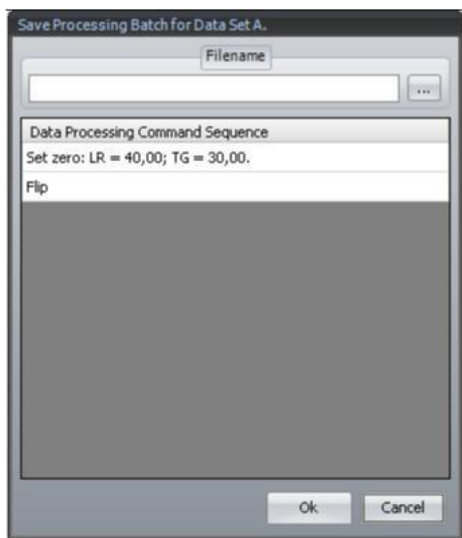 Save Processing Batch for Data Set A.
Filename
...
Data Processing Command Sequence
Set zero: LR = 40,00; TG = 30,00.
Flip
Ok
Cancel